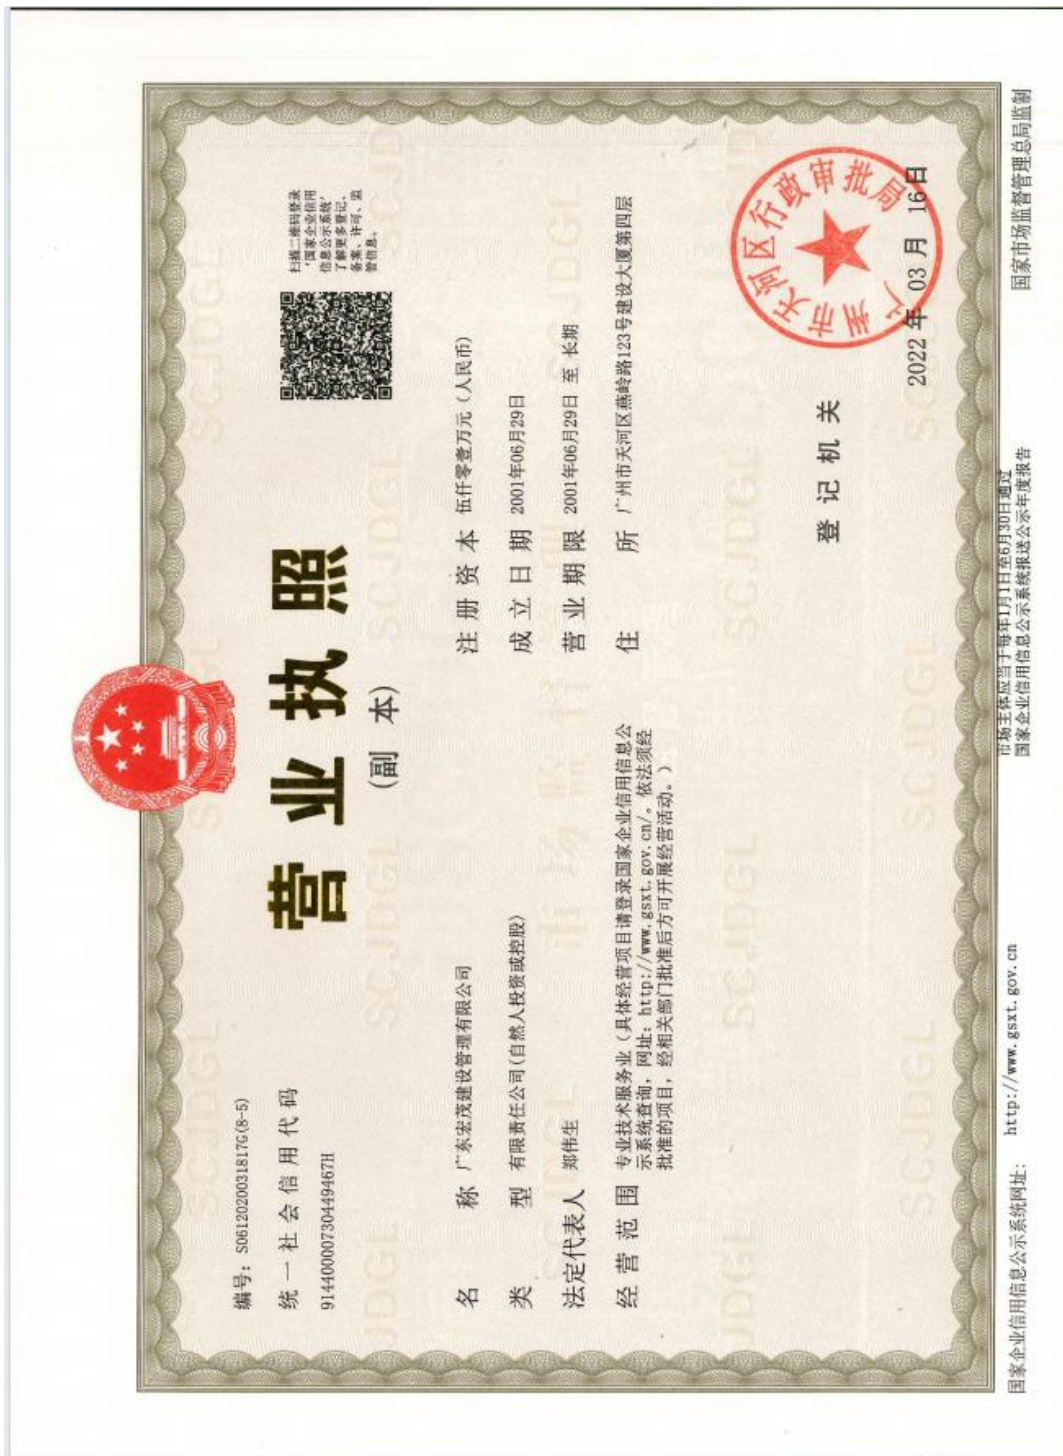 编号：S0612020031817G(8-5)
统一社会信用代码
91440000730449467H
营业执照
(副 本)
扫描二维码登录
‘国家企业信用
信息公示系统’
了解更多登记、
备案、许可、监
管信息。
名称 广东宏茂建设管理有限公司
类型 有限责任公司(自然人投资或控股)
法定代表人 郑伟生
经营范围 专业技术服务业（具体经营项目请登录国家企业信用信息公
示系统查询，网址：http://www.gsxt.gov.cn/。依法须经
批准的项目，经相关部门批准后方可开展经营活动。）
注册资本 伍仟零壹万元（人民币）
成立日期 2001年06月29日
营业期限 2001年06月29日 至 长期
住所 广州市天河区燕岭路123号建设大厦第四层
登记机关
广州市天河区行政审批局
2022 年 03 月 16 日
国家企业信用信息公示系统网址： http://www.gsxt.gov.cn
市场主体应当于每年1月1日至6月30日通过
国家企业信用信息公示系统报送公示年度报告
国家市场监督管理总局监制